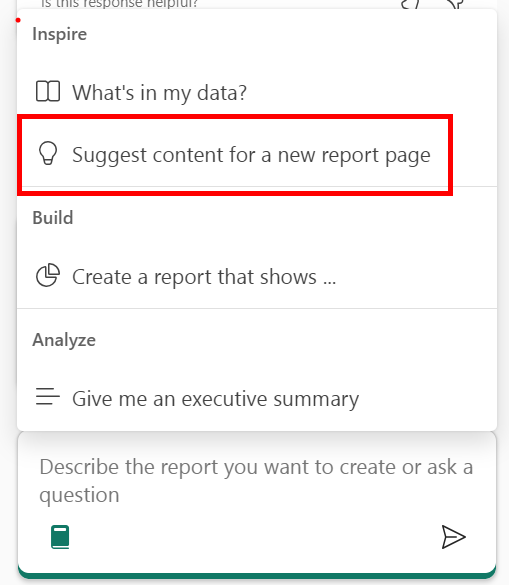 Is this response helpful?
Inspire
What's in my data?
Suggest content for a new report page
Build
Create a report that shows ...
Analyze
Give me an executive summary
Describe the report you want to create or ask a
question